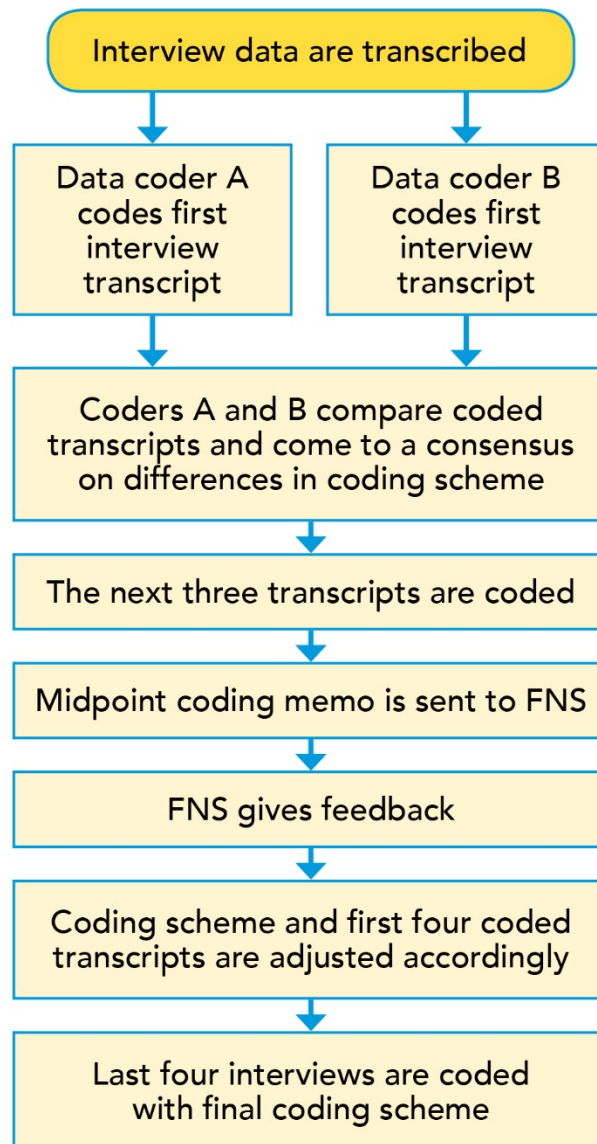 Interview data are transcribed
Data coder A
codes first
interview
transcript
Data coder B
codes first
interview
transcript
Coders A and B compare coded
transcripts and come to a consensus
on differences in coding scheme
The next three transcripts are coded
Midpoint coding memo is sent to FNS
FNS gives feedback
Coding scheme and first four coded
transcripts are adjusted accordingly
Last four interviews are coded
with final coding scheme